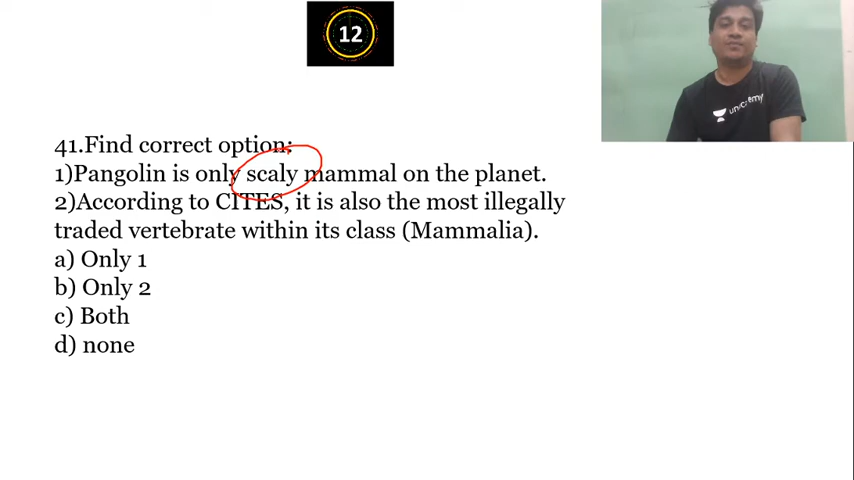 12
unacademy
41.Find correct option:
1)Pangolin is only scaly mammal on the planet.
2)According to CITES, it is also the most illegally
traded vertebrate within its class (Mammalia).
a) Only 1
b) Only 2
c) Both
d) none